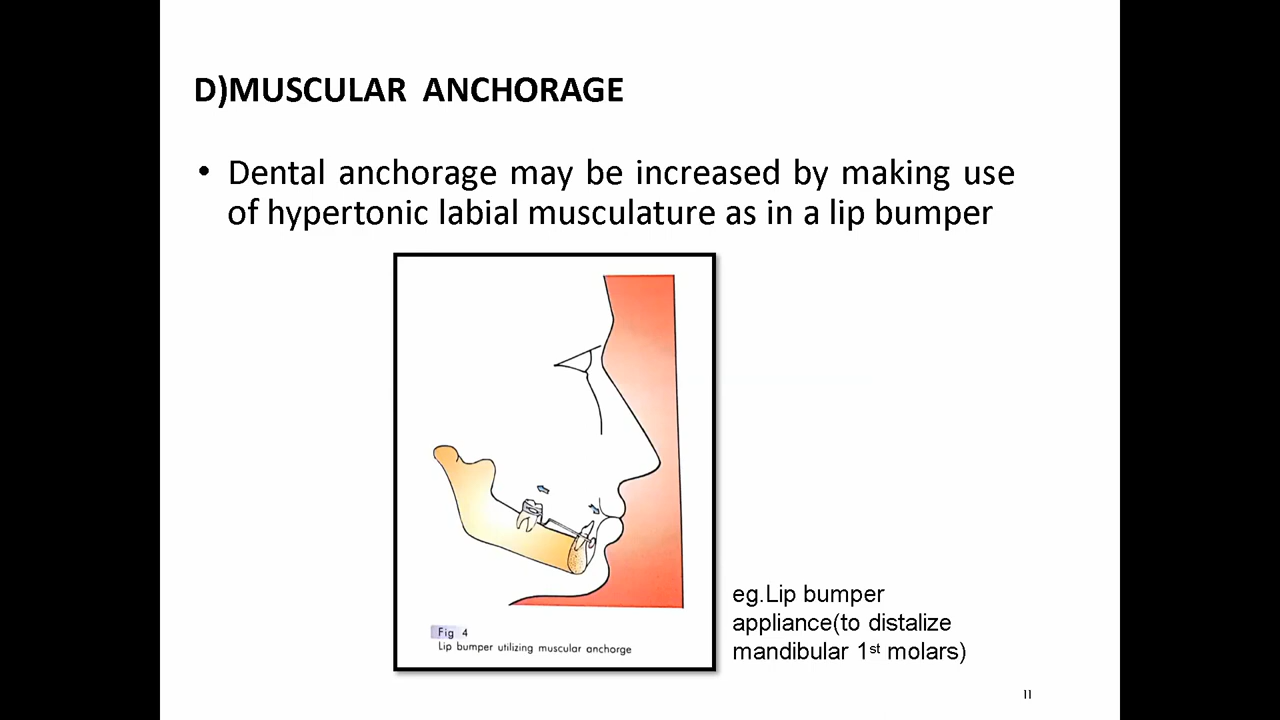 D)MUSCULAR ANCHORAGE
• Dental anchorage may be increased by making use
of hypertonic labial musculature as in a lip bumper
Fig 4
Lip bumper utilizing muscular anchorge
eg.Lip bumper
appliance(to distalize
mandibular 1st molars)
11